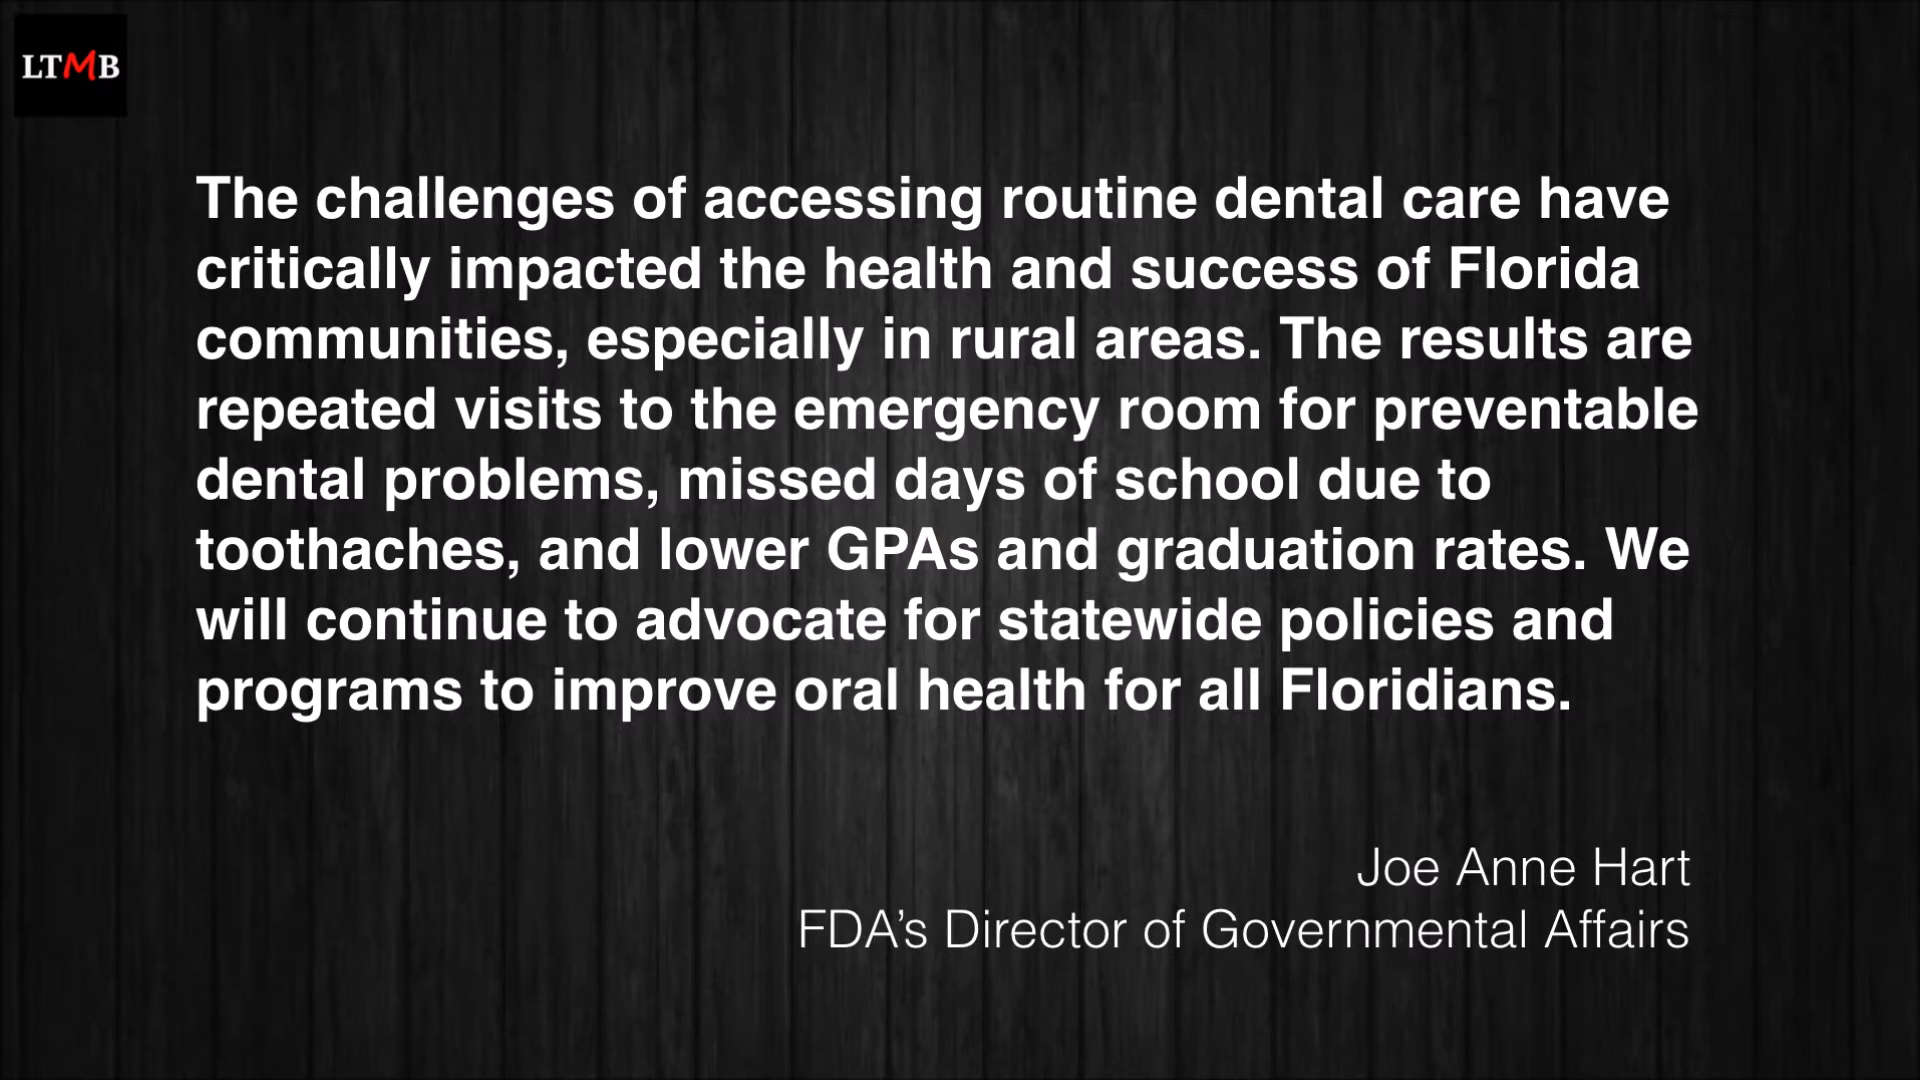 LTMB
The challenges of accessing routine dental care have
critically impacted the health and success of Florida
communities, especially in rural areas. The results are
repeated visits to the emergency room for preventable
dental problems, missed days of school due to
toothaches, and lower GPAs and graduation rates. We
will continue to advocate for statewide policies and
programs to improve oral health for all Floridians.
Joe Anne Hart
FDA’s Director of Governmental Affairs